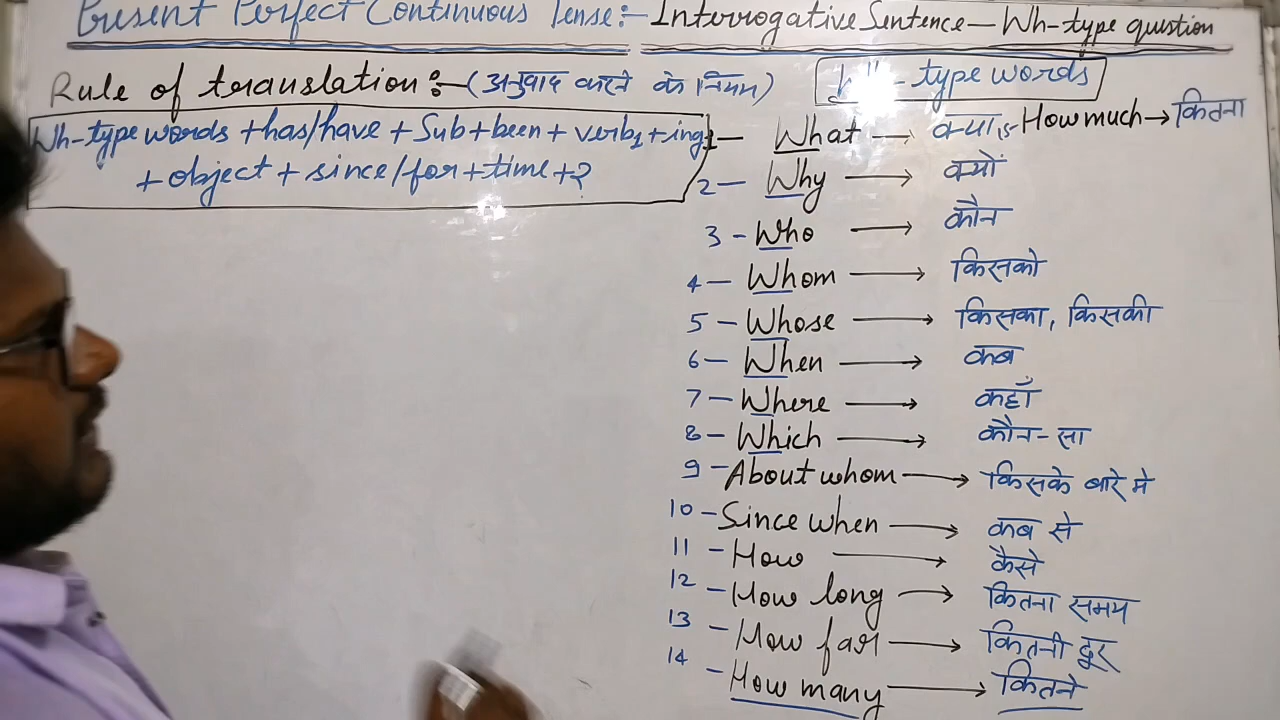 Present Perfect Continuous Tense:- Interrogative Sentence - Wh-type question
Rule of translation:- (अनुवाद करने के नियम)
Wh-type words
Wh-type words + has/have + Sub + been + verb1 + ing
+ object + since/for + time + ?
1- What → क्या
15- How much → कितना
2- Why → क्यों
3- Who → कौन
4- Whom → किसको
5- Whose → किसका, किसकी
6- When → कब
7- Where → कहाँ
8- Which → कौन-सा
9- About whom → किसके बारे मे
10- Since when → कब से
11- How → कैसे
12- How long → कितना समय
13- How far → कितनी दूर
14- How many → कितने